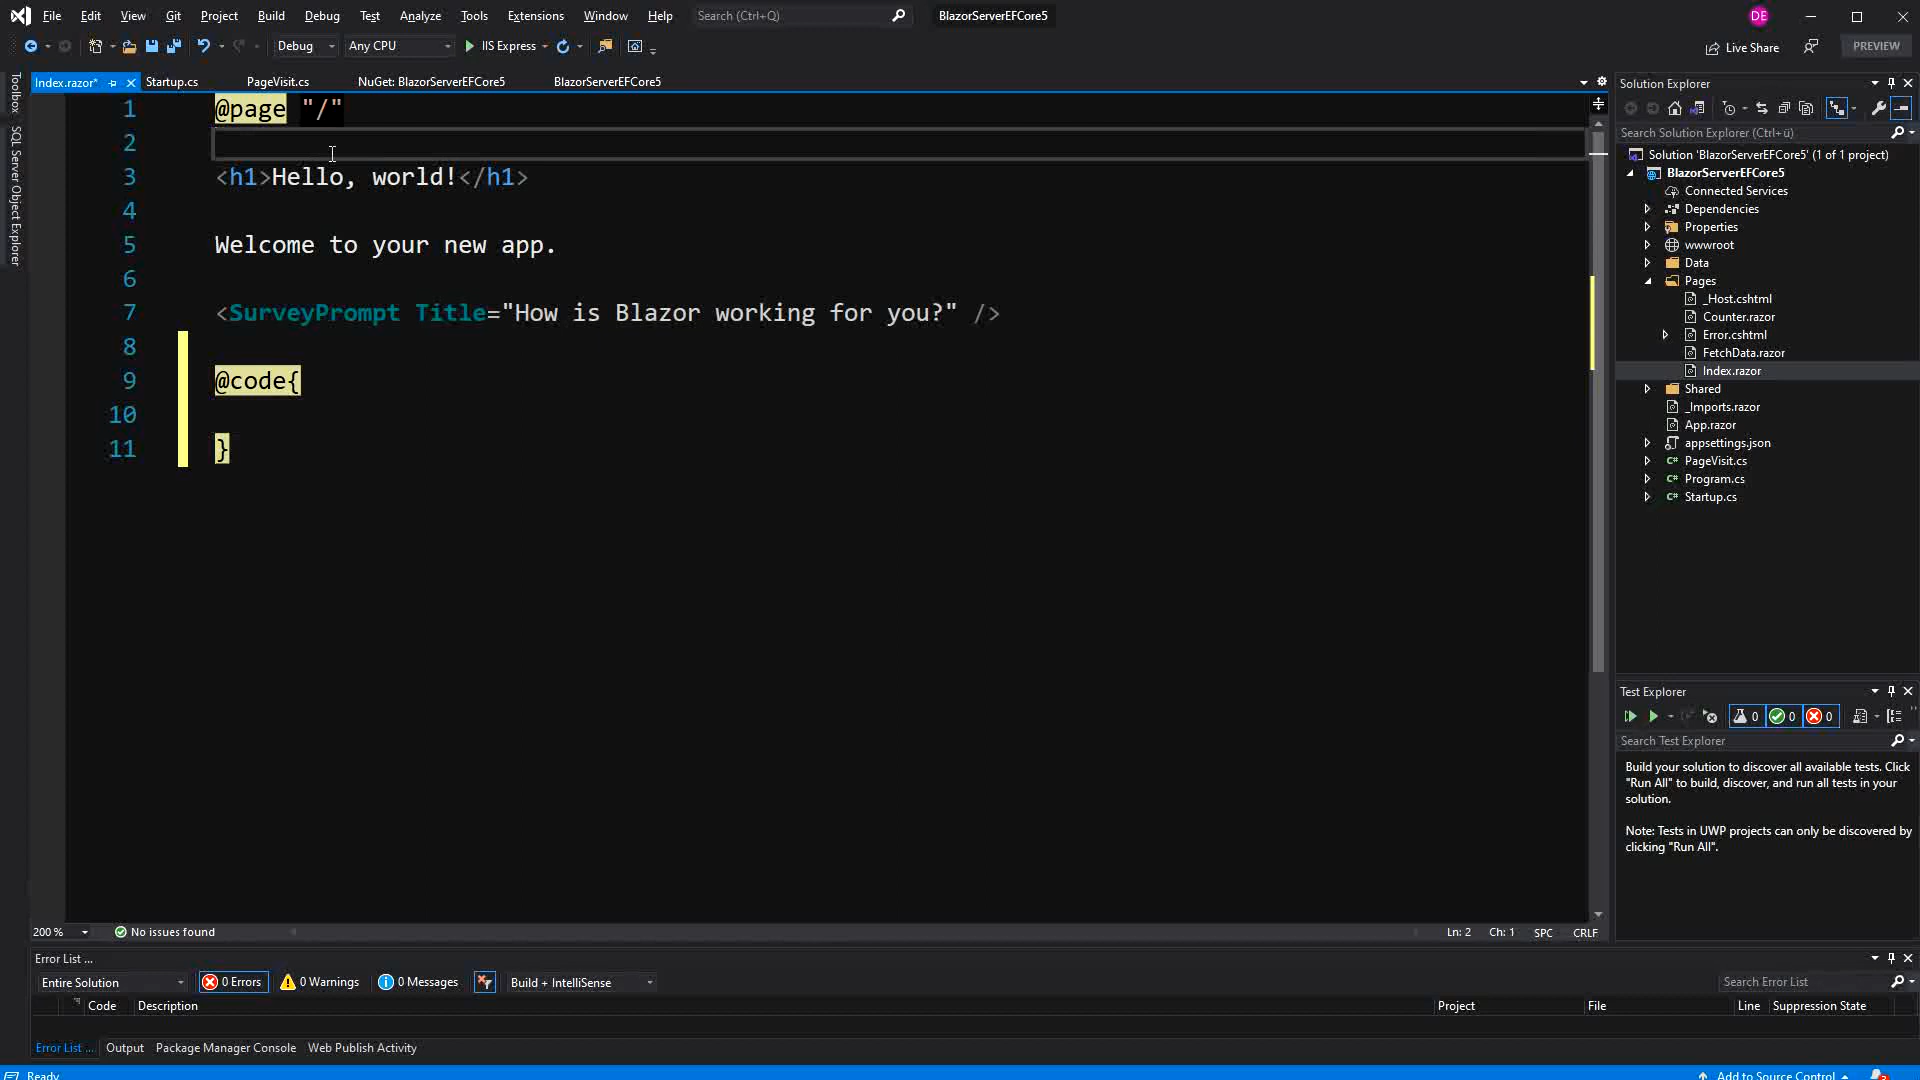 File Edit View Git Project Build Debug Test Analyze Tools Extensions Window Help Search (Ctrl+Q) BlazorServerEFCore5 DE
Debug Any CPU IIS Express Live Share PREVIEW
Toolbox
SQL Server Object Explorer
Index.razor* Startup.cs PageVisit.cs NuGet: BlazorServerEFCore5 BlazorServerEFCore5
1 @page "/"
2
3 <h1>Hello, world!</h1>
4
5 Welcome to your new app.
6
7 <SurveyPrompt Title="How is Blazor working for you?" />
8
9 @code{
10
11 }
200 % No issues found Ln: 2 Ch: 1 SPC CRLF
Solution Explorer
Search Solution Explorer (Ctrl+ü)
Solution 'BlazorServerEFCore5' (1 of 1 project)
BlazorServerEFCore5
Connected Services
Dependencies
Properties
wwwroot
Data
Pages
_Host.cshtml
Counter.razor
Error.cshtml
FetchData.razor
Index.razor
Shared
_Imports.razor
App.razor
appsettings.json
C# PageVisit.cs
C# Program.cs
C# Startup.cs
Test Explorer
0 0 0
Search Test Explorer
Build your solution to discover all available tests. Click
"Run All" to build, discover, and run all tests in your
solution.
Note: Tests in UWP projects can only be discovered by
clicking "Run All".
Error List ...
Entire Solution 0 Errors 0 Warnings 0 Messages Build + IntelliSense Search Error List
Code Description Project File Line Suppression State
Error List ... Output Package Manager Console Web Publish Activity
Ready Add to Source Control